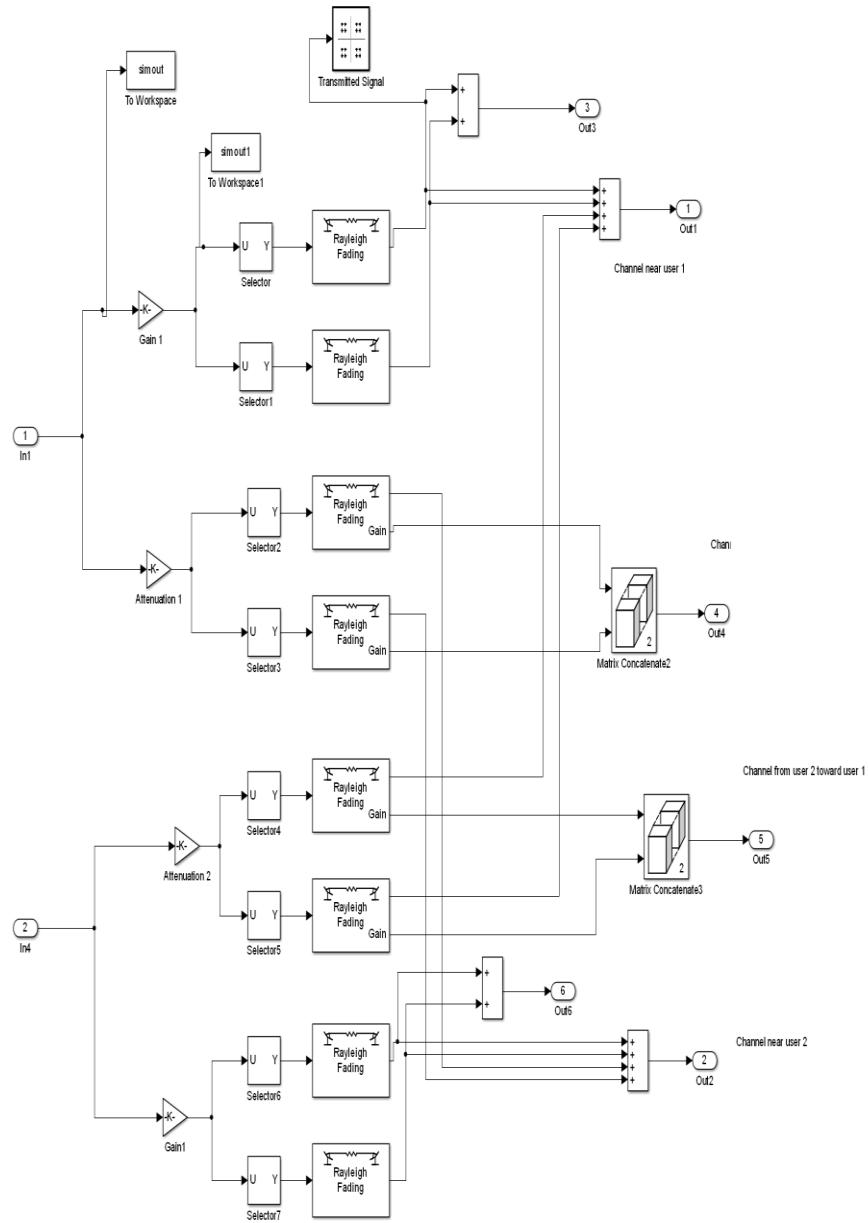 simout
To Workspace
Transmitted Signal
+
+
3
Out3
simout1
To Workspace1
U Y
Selector
Rayleigh
Fading
+
+
+
+
1
Out1
Channel near user 1
-K-
Gain 1
U Y
Selector1
Rayleigh
Fading
1
In1
U Y
Selector2
Rayleigh
Fading
Gain
-K-
Attenuation 1
U Y
Selector3
Rayleigh
Fading
Gain
2
Matrix Concatenate2
4
Out4
U Y
Selector4
Rayleigh
Fading
Gain
Channel from user 2 toward user 1
-K-
Attenuation 2
2
Matrix Concatenate3
5
Out5
U Y
Selector5
Rayleigh
Fading
Gain
2
In4
+
+
6
Out6
U Y
Selector6
Rayleigh
Fading
+
+
+
+
2
Out2
Channel near user 2
-K-
Gain1
U Y
Selector7
Rayleigh
Fading